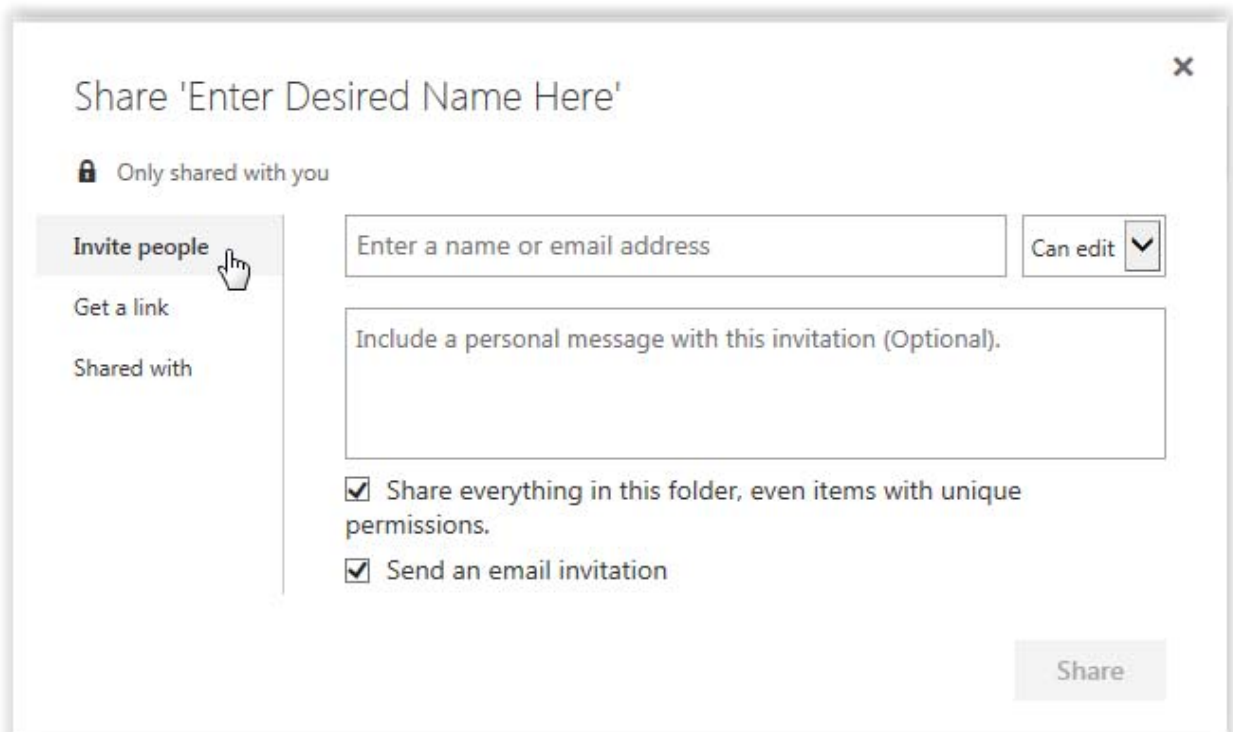 Share 'Enter Desired Name Here'
Only shared with you
Invite people
Get a link
Shared with
Enter a name or email address
Can edit
Include a personal message with this invitation (Optional).
Share everything in this folder, even items with unique
permissions.
Send an email invitation
Share